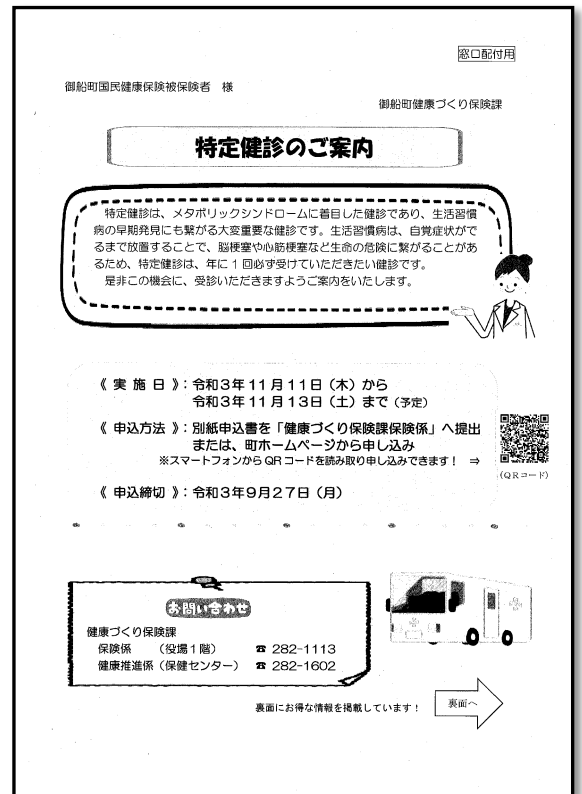 窓口配付用
御船町国民健康保険被保険者 様
御船町健康づくり保険課
特定健診のご案内
特定健診は、メタボリックシンドロームに着目した健診であり、生活習慣
病の早期発見にも繋がる大変重要な健診です。生活習慣病は、自覚症状がで
るまで放置することで、脳梗塞や心筋梗塞など生命の危険に繋がることがあ
るため、特定健診は、年に1回必ず受けていただきたい健診です。
是非この機会に、受診いただきますようご案内をいたします。
《 実 施 日 》：令和3年11月11日（木）から
令和3年11月13日（土）まで（予定）
《 申込方法 》：別紙申込書を「健康づくり保険課保険係」へ提出
または、町ホームページから申し込み
※スマートフォンからQRコードを読み取り申し込みできます！ ⇒
（QRコード）
《 申込締切 》：令和3年9月27日（月）
お問い合わせ
健康づくり保険課
保険係 （役場1階） ☎ 282-1113
健康推進係（保健センター） ☎ 282-1602
裏面にお得な情報を掲載しています！
裏面へ